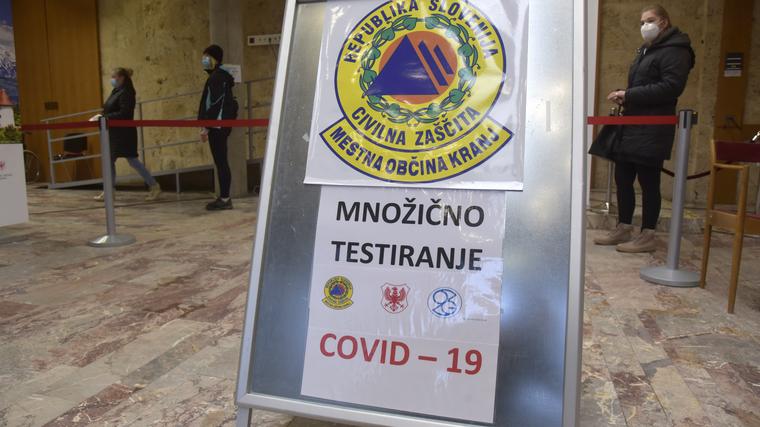 REPUBLIKA SLOVENIJA
CIVILNA ZAŠČITA
MESTNA OBČINA KRANJ
MNOŽIČNO
TESTIRANJE
COVID – 19